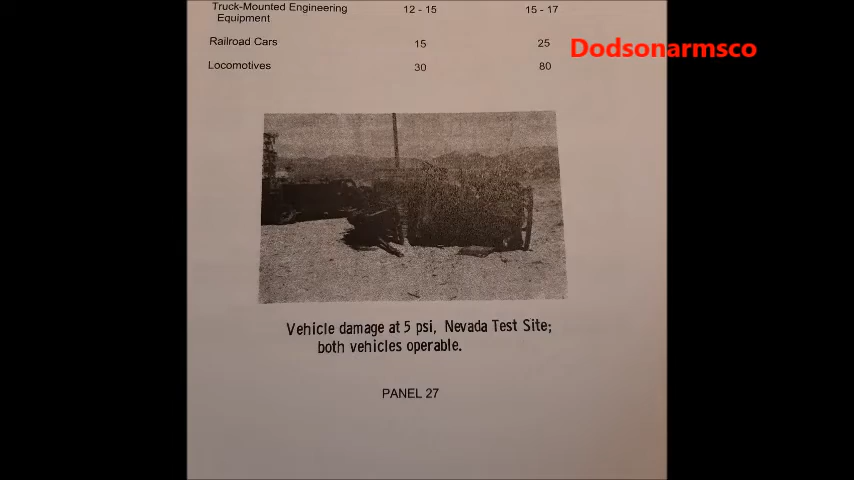 Truck-Mounted Engineering 12 - 15 15 - 17
Equipment
Railroad Cars 15 25
Dodsonarmsco
Locomotives 30 80
Vehicle damage at 5 psi, Nevada Test Site;
both vehicles operable.
PANEL 27